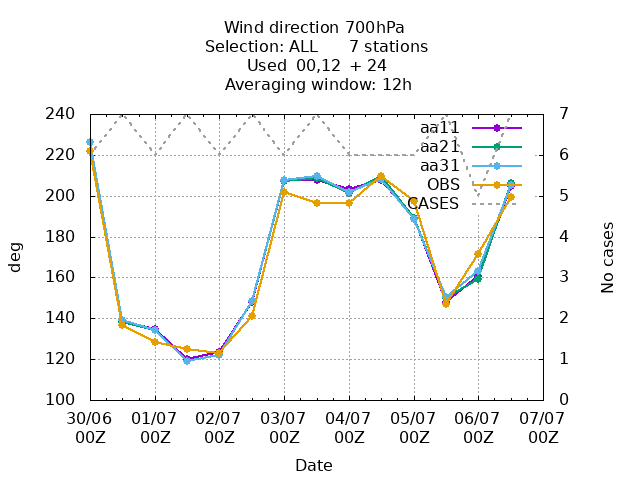 Wind direction 700hPa
Selection: ALL 7 stations
Used 00,12 + 24
Averaging window: 12h
240 7
aa11
aa21
220 6
aa31
OBS
200 5
CASES
180 4
deg
No cases
160 3
140 2
120 1
100 0
30/06 01/07 02/07 03/07 04/07 05/07 06/07 07/07
00Z 00Z 00Z 00Z 00Z 00Z 00Z 00Z
Date